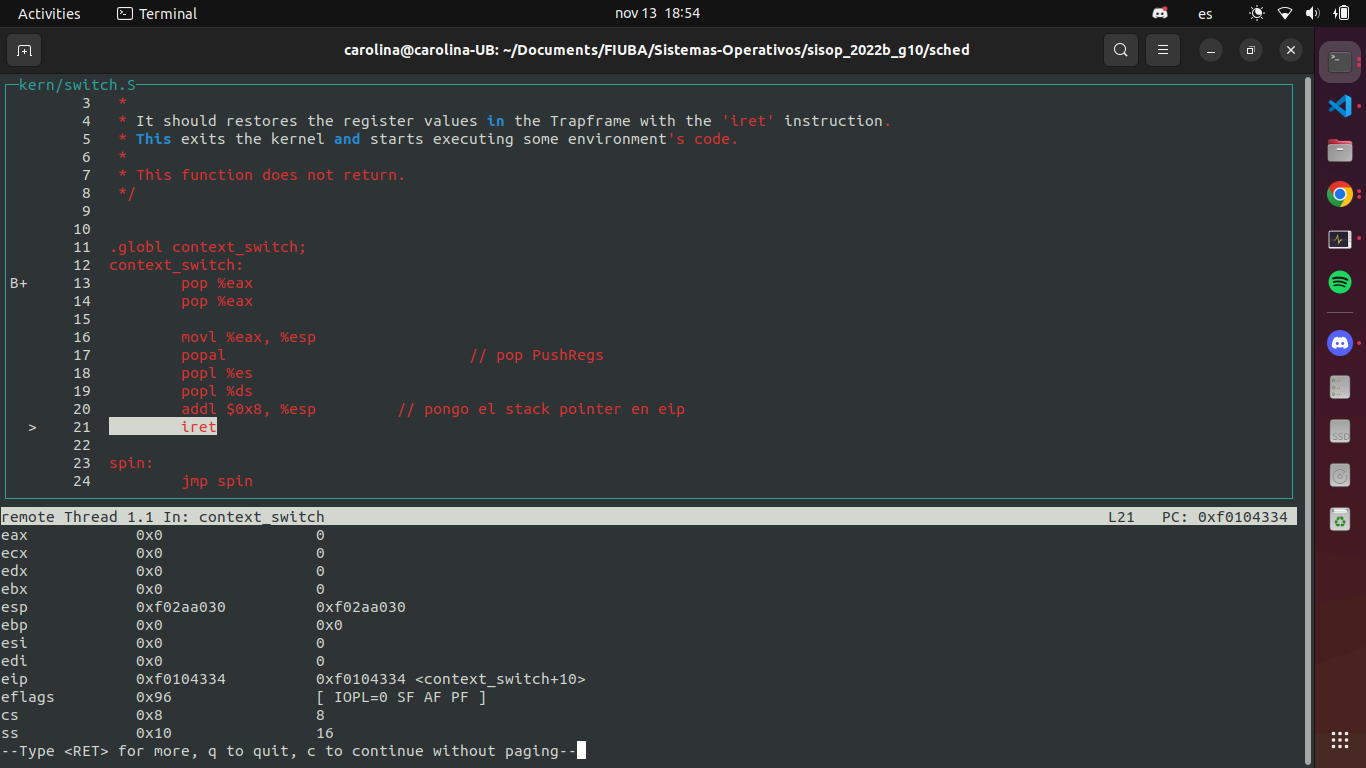 Activities Terminal nov 13 18:54 es
carolina@carolina-UB: ~/Documents/FIUBA/Sistemas-Operativos/sisop_2022b_g10/sched
kern/switch.S
3 *
4 * It should restores the register values in the Trapframe with the 'iret' instruction.
5 * This exits the kernel and starts executing some environment's code.
6 *
7 * This function does not return.
8 */
9
10
11 .globl context_switch;
12 context_switch:
B+ 13 pop %eax
14 pop %eax
15
16 movl %eax, %esp
17 popal // pop PushRegs
18 popl %es
19 popl %ds
20 addl $0x8, %esp // pongo el stack pointer en eip
> 21 iret
22
23 spin:
24 jmp spin
remote Thread 1.1 In: context_switch L21 PC: 0xf0104334
eax 0x0 0
ecx 0x0 0
edx 0x0 0
ebx 0x0 0
esp 0xf02aa030 0xf02aa030
ebp 0x0 0x0
esi 0x0 0
edi 0x0 0
eip 0xf0104334 0xf0104334 <context_switch+10>
eflags 0x96 [ IOPL=0 SF AF PF ]
cs 0x8 8
ss 0x10 16
--Type <RET> for more, q to quit, c to continue without paging--
SSD